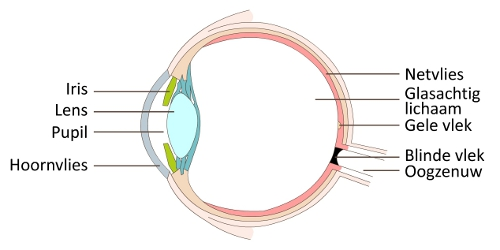 Iris
Lens
Pupil
Hoornvlies
Netvlies
Glasachtig
lichaam
Gele vlek
Blinde vlek
Oogzenuw